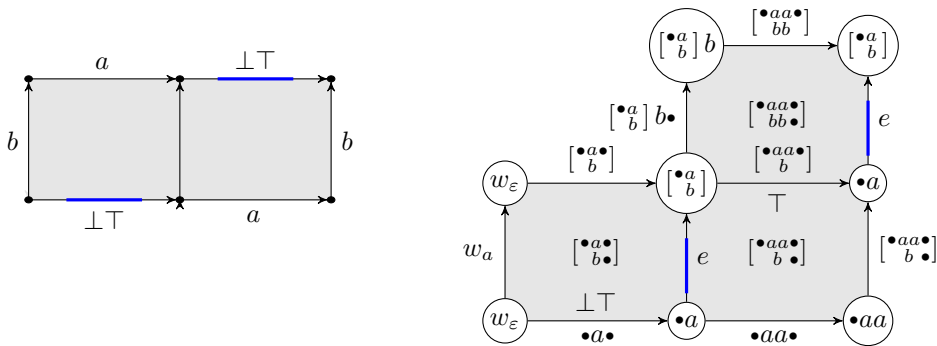 a
⊥⊤
b
b
⊥⊤
a
[•a b] b
[•aa• bb]
[•a b]
[•a b] b•
[•aa• bb•]
e
[•a• b]
[•aa• b]
w_ε
[•a b]
⊤
•a
w_a
[•a• b•]
e
[•aa• b•]
[•aa• b•]
w_ε
⊥⊤
•a•
•a
•aa•
•aa